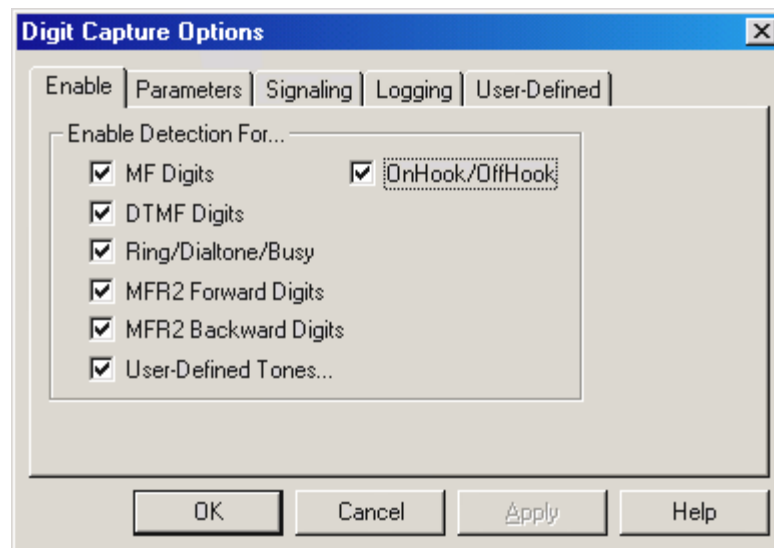 Digit Capture Options
Enable Parameters Signaling Logging User-Defined
Enable Detection For...
MF Digits OnHook/OffHook
DTMF Digits
Ring/Dialtone/Busy
MFR2 Forward Digits
MFR2 Backward Digits
User-Defined Tones...
OK Cancel Apply Help